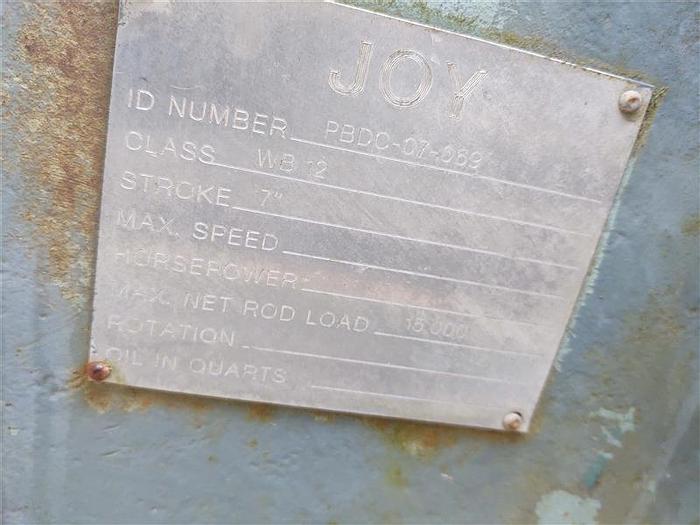 JOY
ID NUMBER PBDC-07-069
CLASS WB 12
STROKE 7"
MAX. SPEED
HORSEPOWER
MAX. NET ROD LOAD 15,000
ROTATION
OIL IN QUARTS